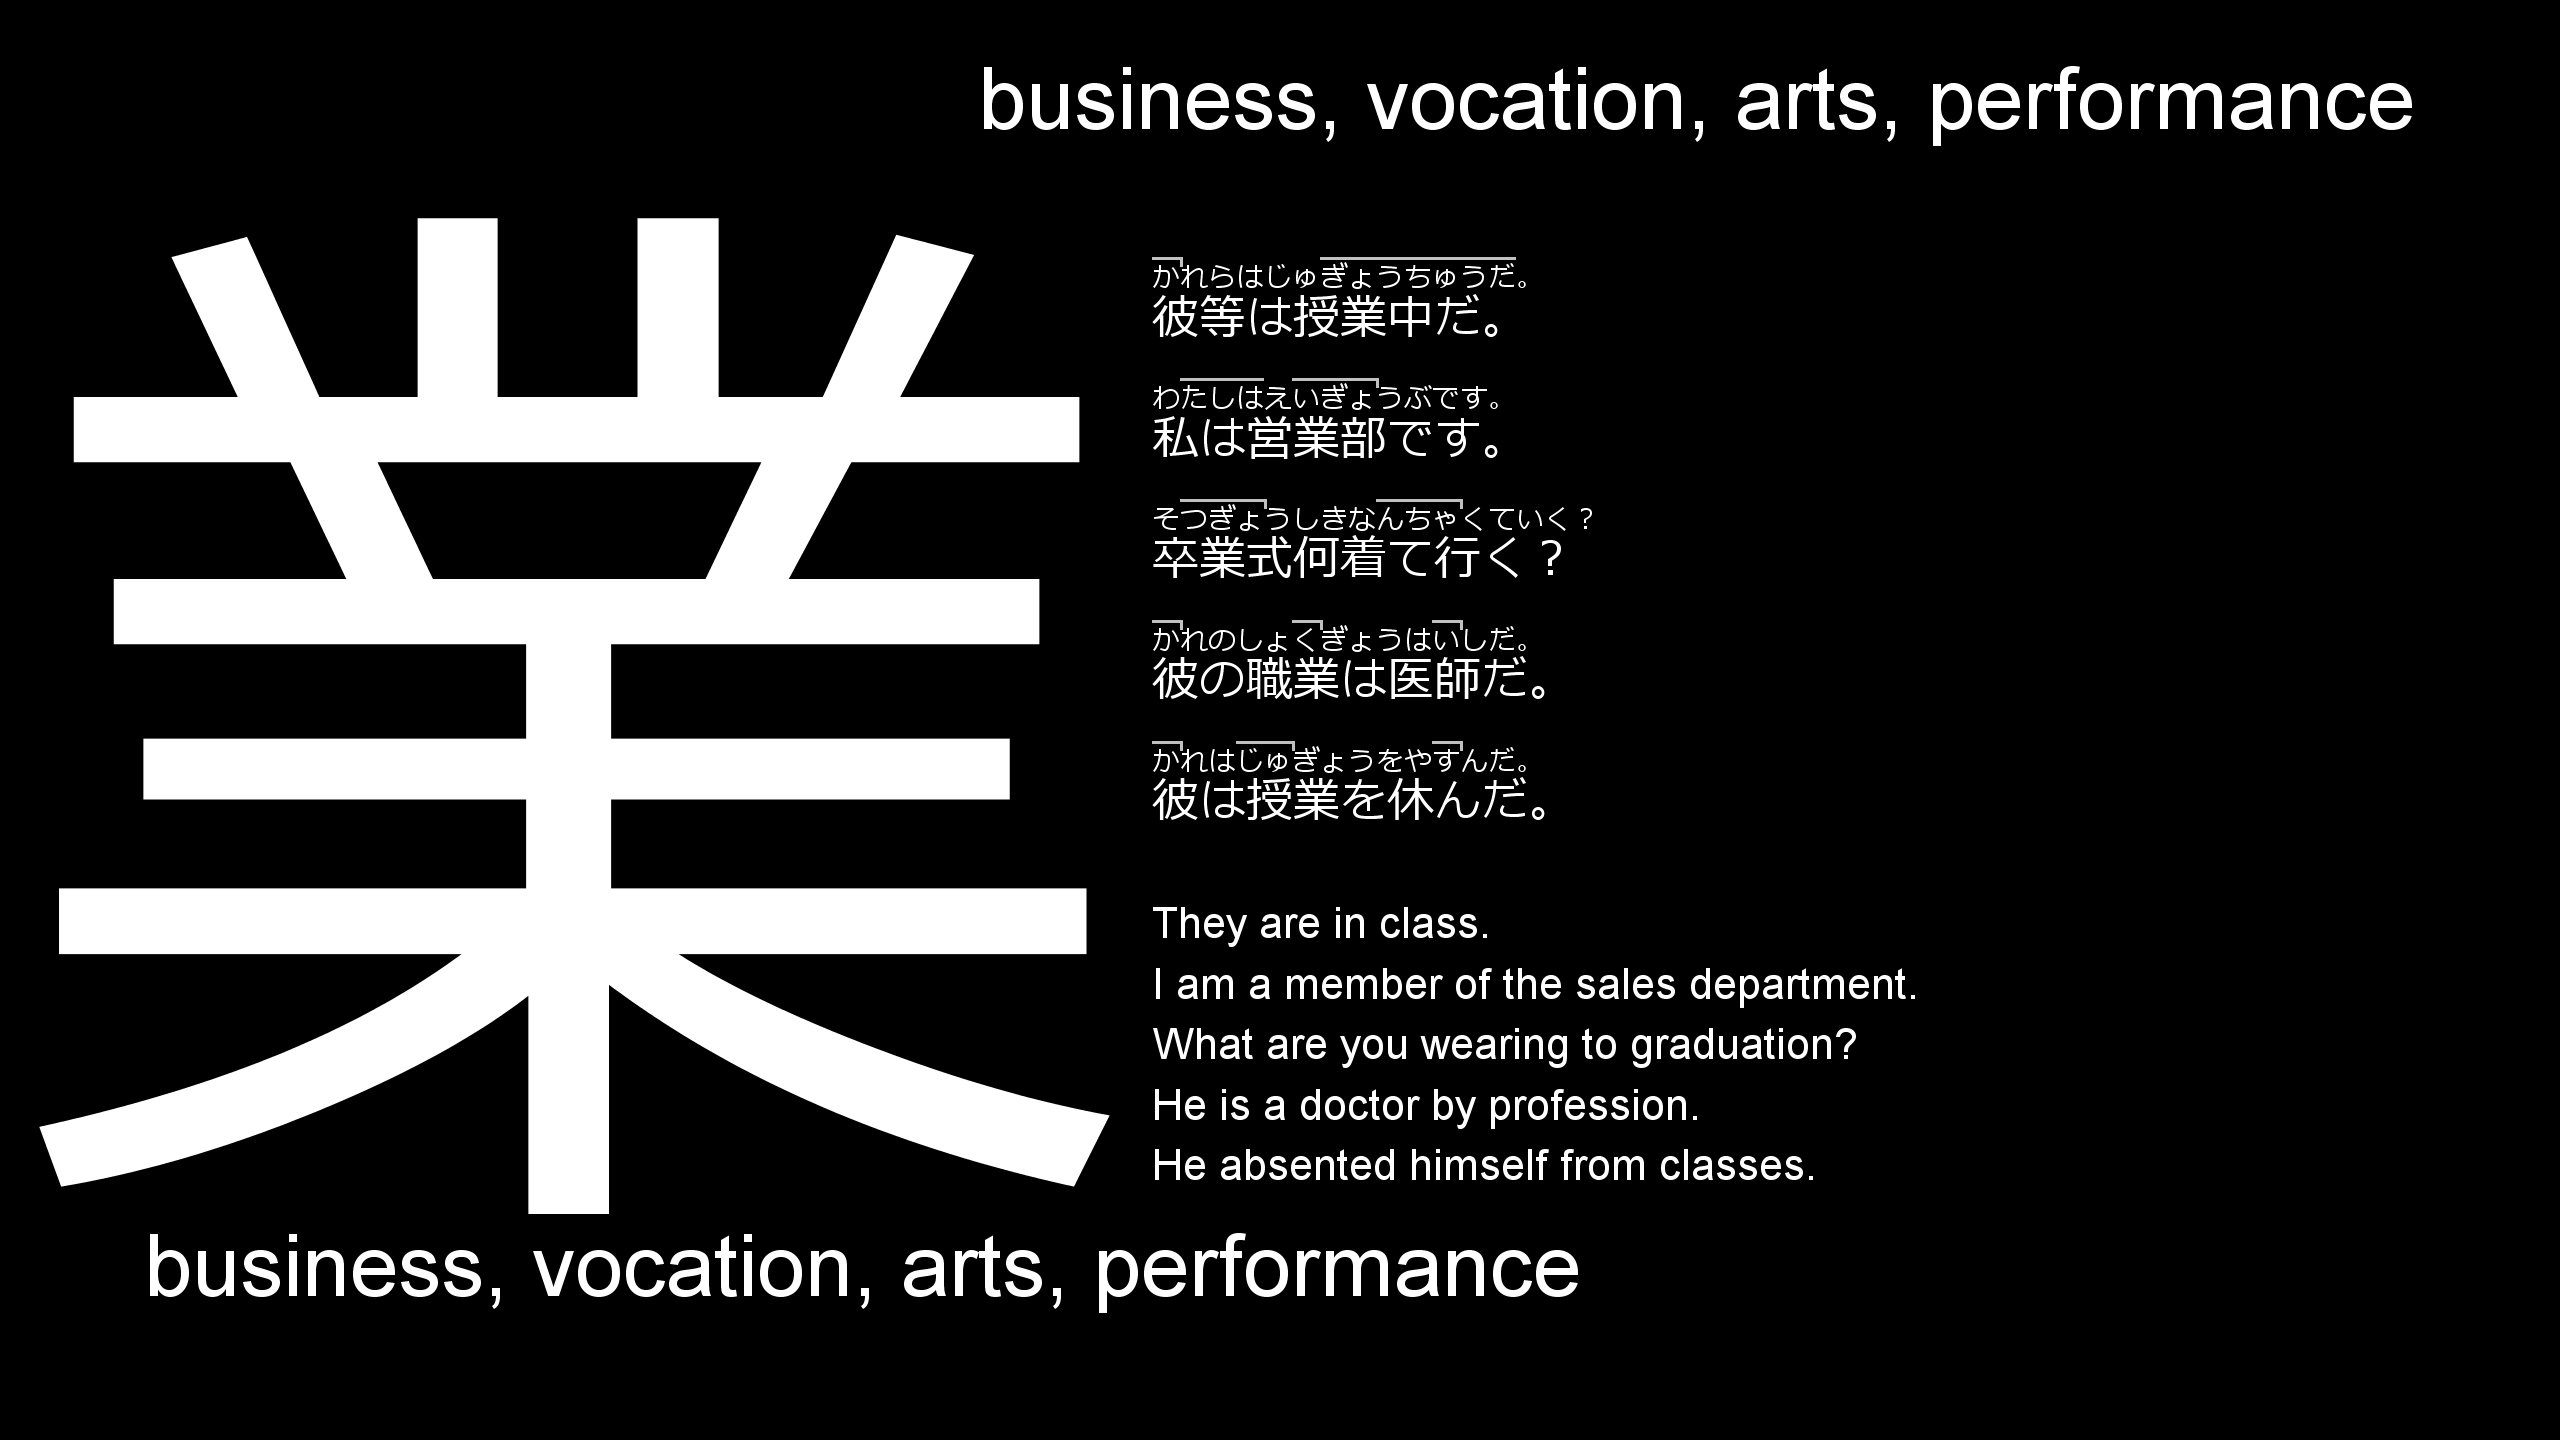 business, vocation, arts, performance
業
かれらはじゅぎょうちゅうだ。
彼等は授業中だ。
わたしはえいぎょうぶです。
私は営業部です。
そつぎょうしきなんちゃくていく？
卒業式何着て行く？
かれのしょくぎょうはいしだ。
彼の職業は医師だ。
かれはじゅぎょうをやすんだ。
彼は授業を休んだ。
They are in class.
I am a member of the sales department.
What are you wearing to graduation?
He is a doctor by profession.
He absented himself from classes.
business, vocation, arts, performance